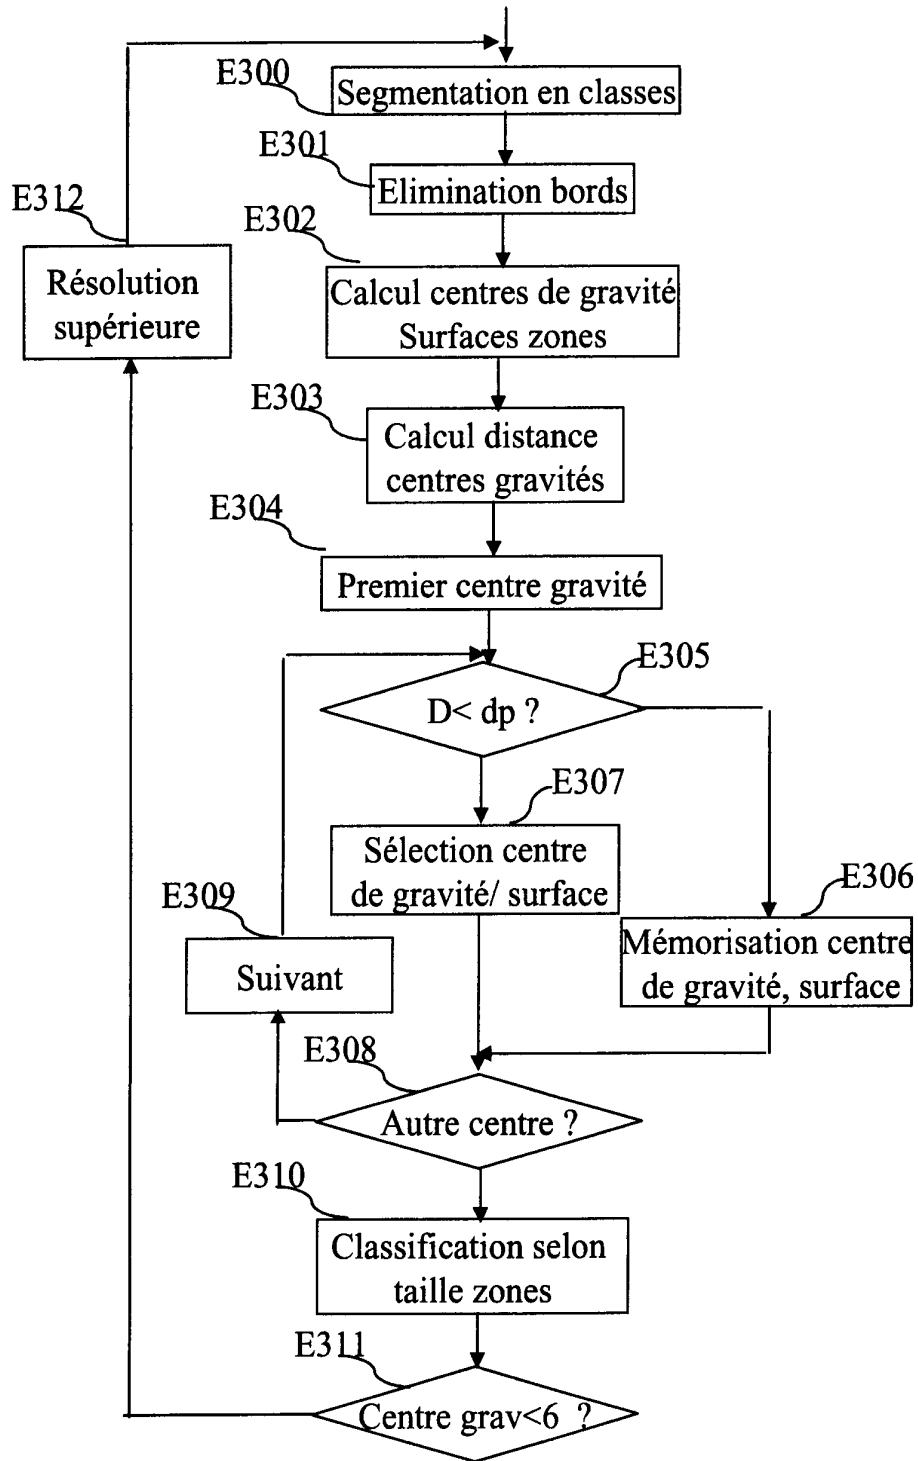 E300
Segmentation en classes
E301
Elimination bords
E312
E302
Résolution
supérieure
Calcul centres de gravité
Surfaces zones
E303
Calcul distance
centres gravités
E304
Premier centre gravité
E305
D< dp ?
E307
Sélection centre
de gravité/ surface
E306
Mémorisation centre
de gravité, surface
E309
Suivant
E308
Autre centre ?
E310
Classification selon
taille zones
E311
Centre grav<6 ?